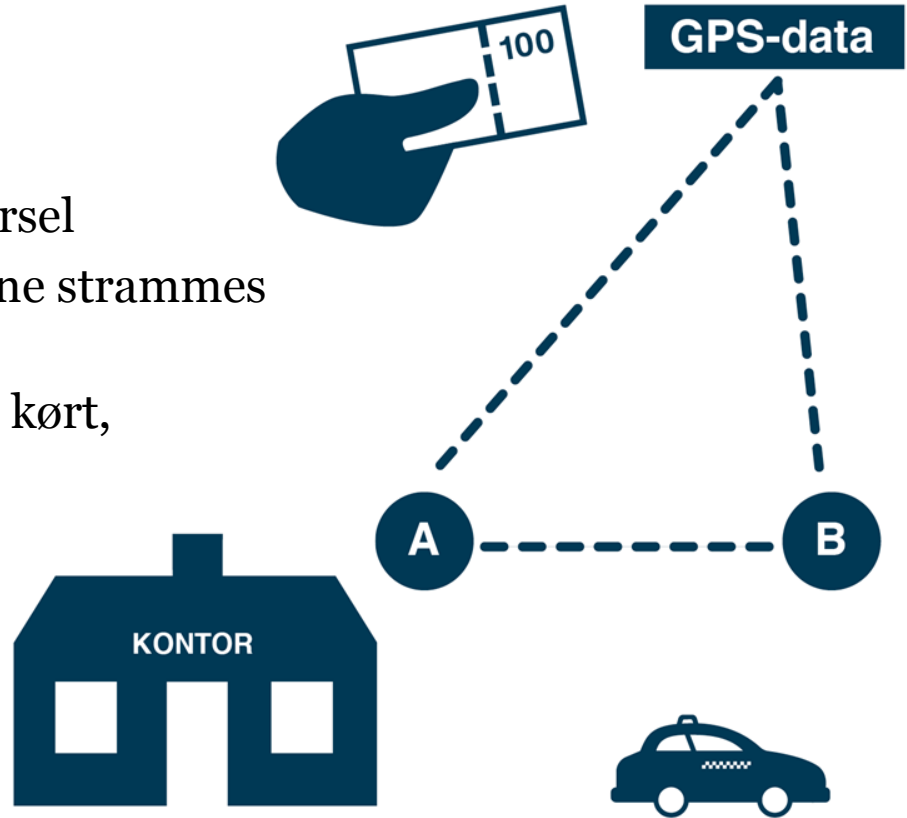 100
GPS-data
rsel
ne strammes
kørt,
A
B
KONTOR